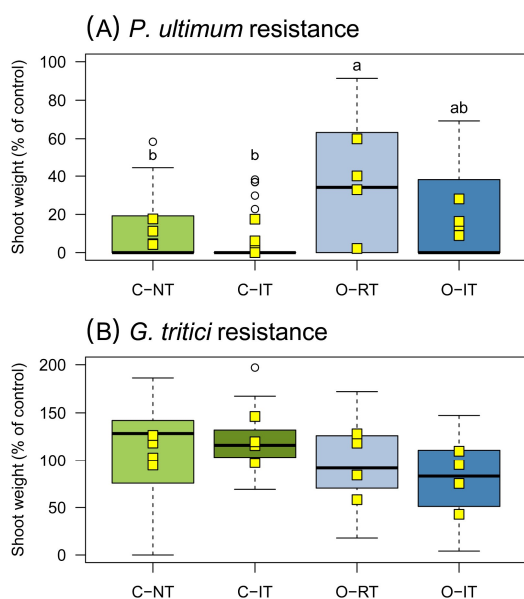 (A) P. ultimum resistance
Shoot weight (% of control)
100
80
60
40
20
0
b
b
a
ab
C−NT
C−IT
O−RT
O−IT
(B) G. tritici resistance
Shoot weight (% of control)
200
150
100
50
0
C−NT
C−IT
O−RT
O−IT